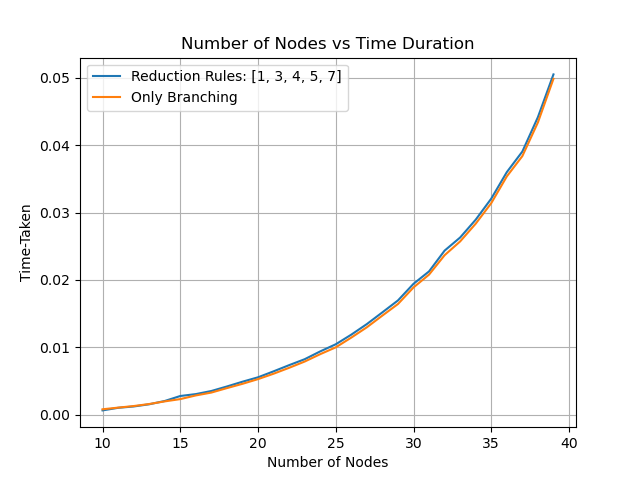 Number of Nodes vs Time Duration
Reduction Rules: [1, 3, 4, 5, 7]
Only Branching
Time-Taken
0.05
0.04
0.03
0.02
0.01
0.00
10 15 20 25 30 35 40
Number of Nodes